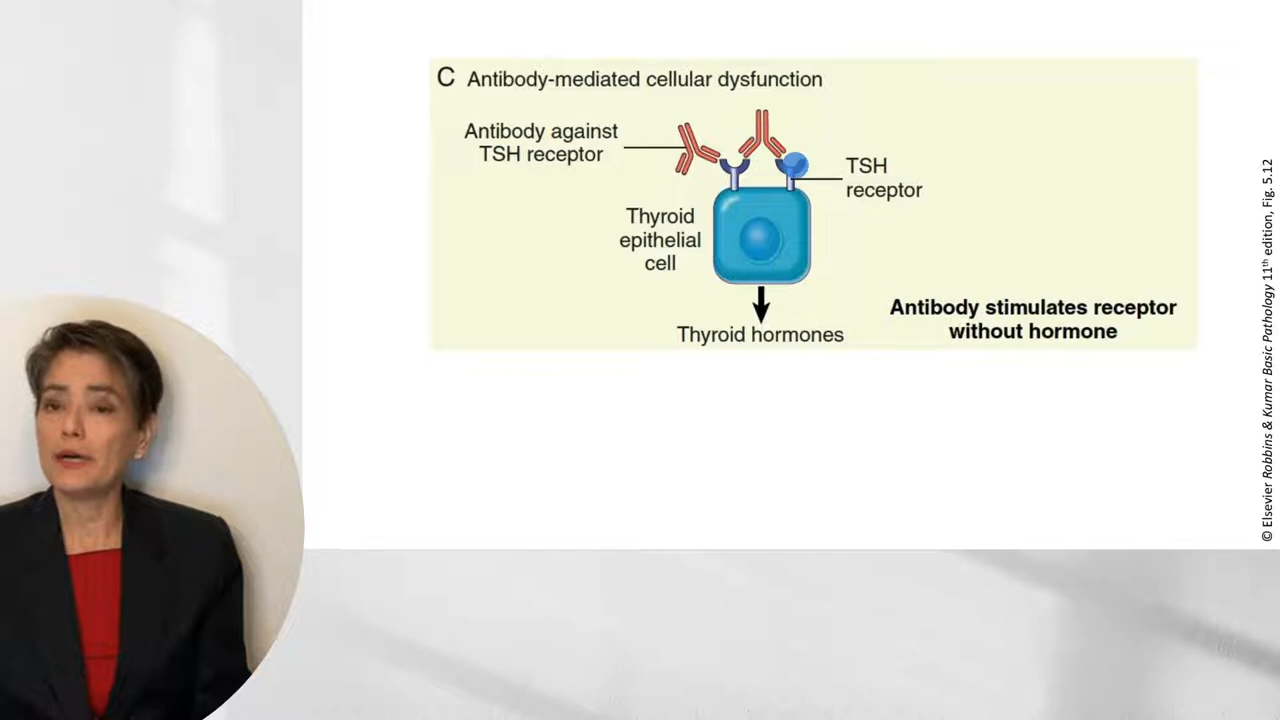 C Antibody-mediated cellular dysfunction
Antibody against
TSH receptor
TSH
receptor
Thyroid
epithelial
cell
Thyroid hormones
Antibody stimulates receptor
without hormone
© Elsevier Robbins & Kumar Basic Pathology 11th edition, Fig. 5.12